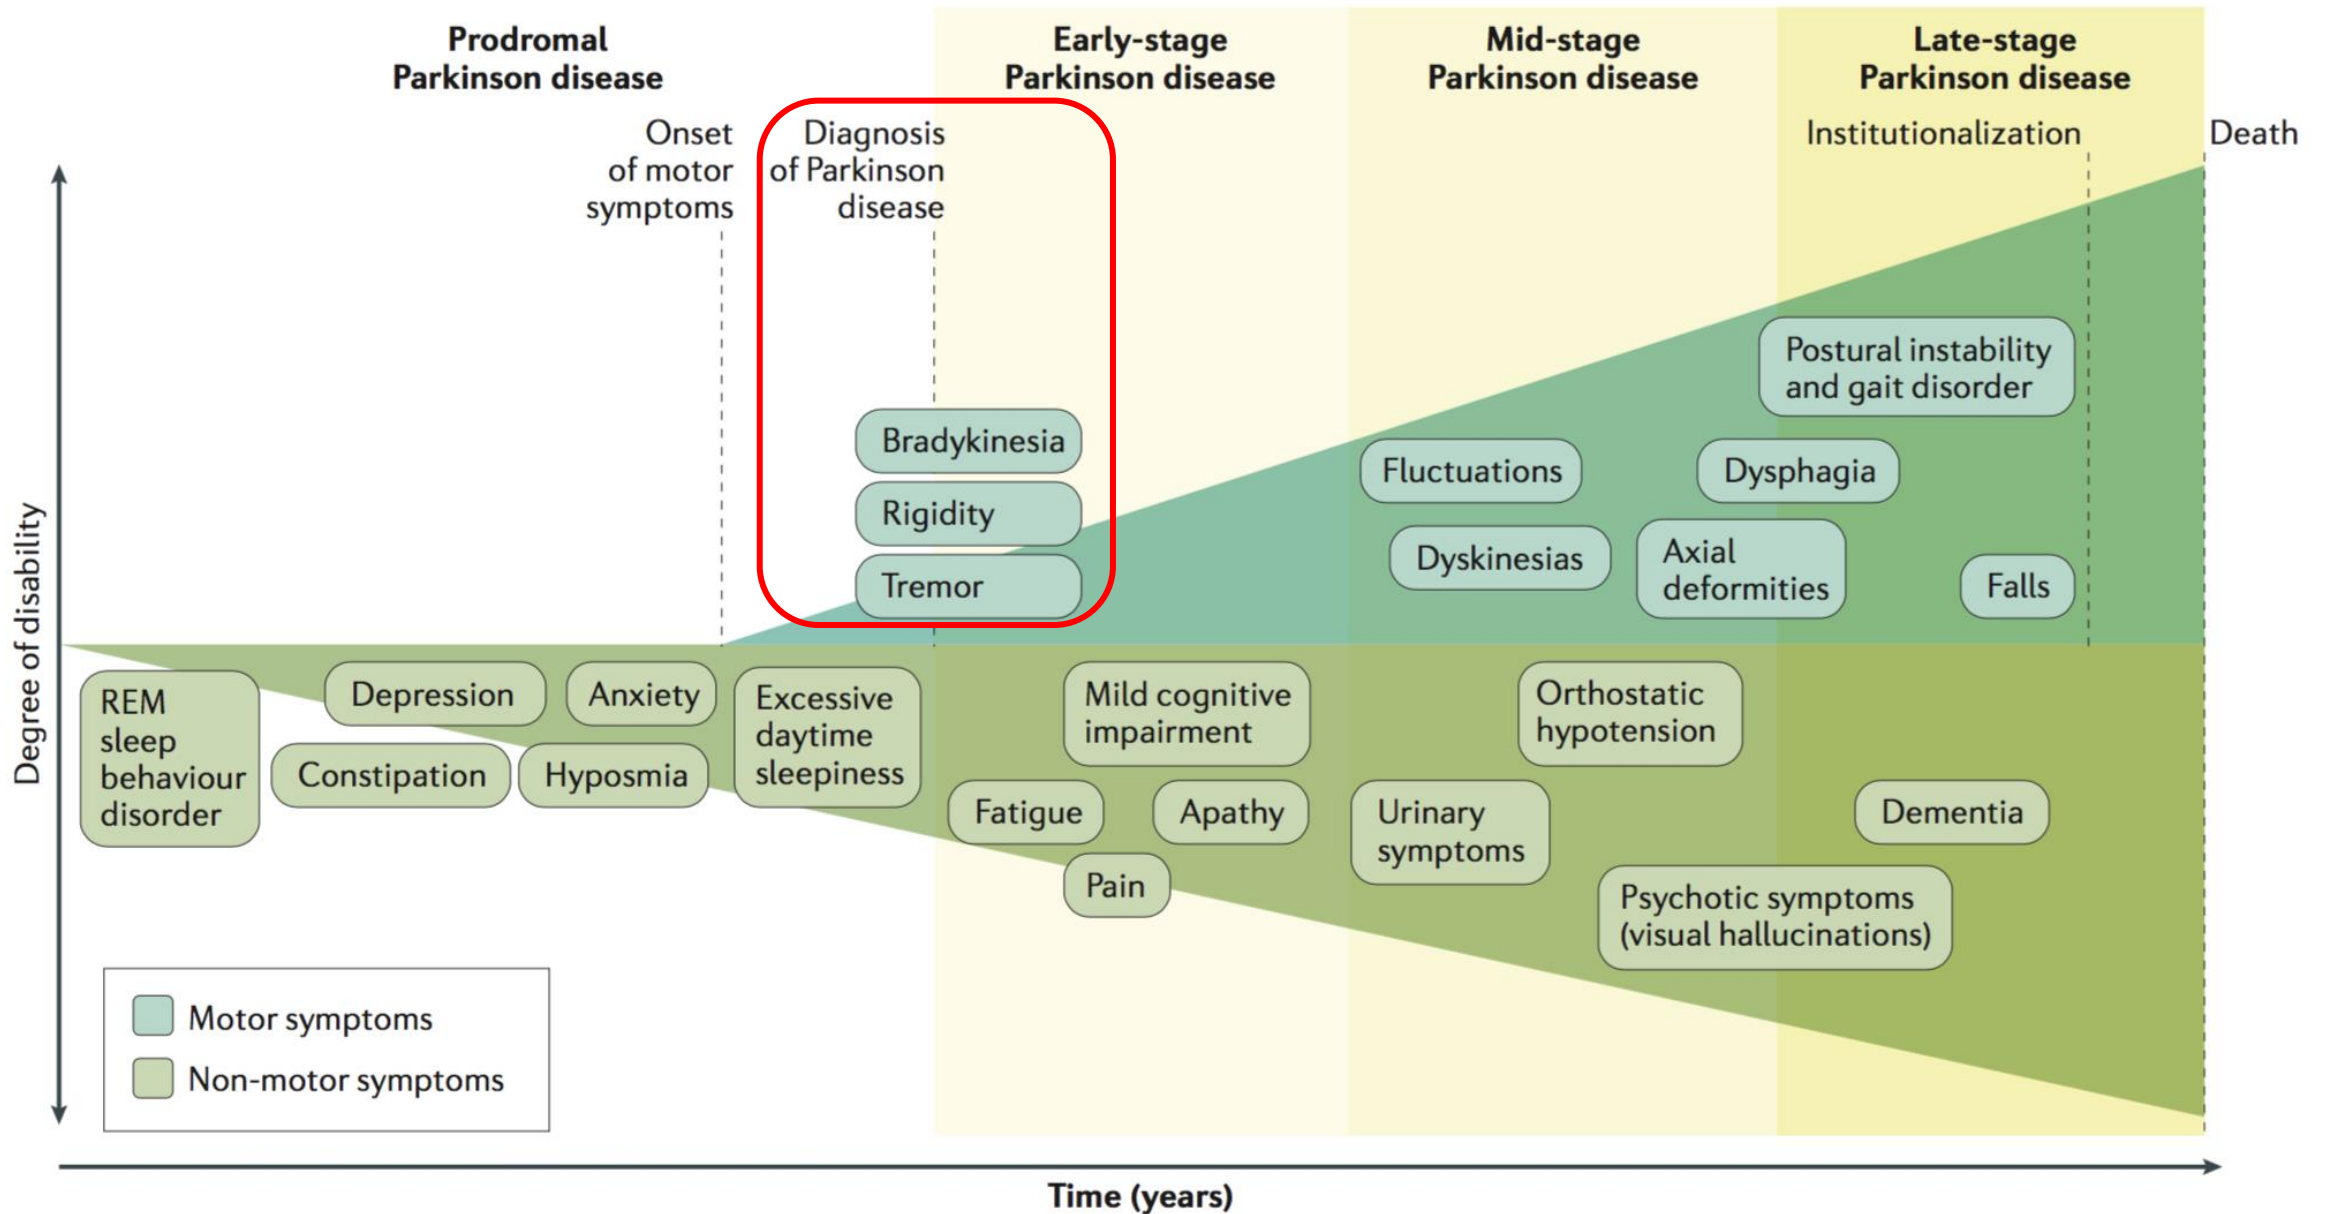 Prodromal
Parkinson disease
Early-stage
Parkinson disease
Mid-stage
Parkinson disease
Late-stage
Parkinson disease
Onset
of motor
symptoms
Diagnosis
of Parkinson
disease
Institutionalization
Death
Degree of disability
Bradykinesia
Rigidity
Tremor
Fluctuations
Dyskinesias
Postural instability
and gait disorder
Dysphagia
Axial
deformities
Falls
REM
sleep
behaviour
disorder
Depression
Constipation
Anxiety
Hyposmia
Excessive
daytime
sleepiness
Mild cognitive
impairment
Fatigue
Apathy
Pain
Orthostatic
hypotension
Urinary
symptoms
Dementia
Psychotic symptoms
(visual hallucinations)
Motor symptoms
Non-motor symptoms
Time (years)